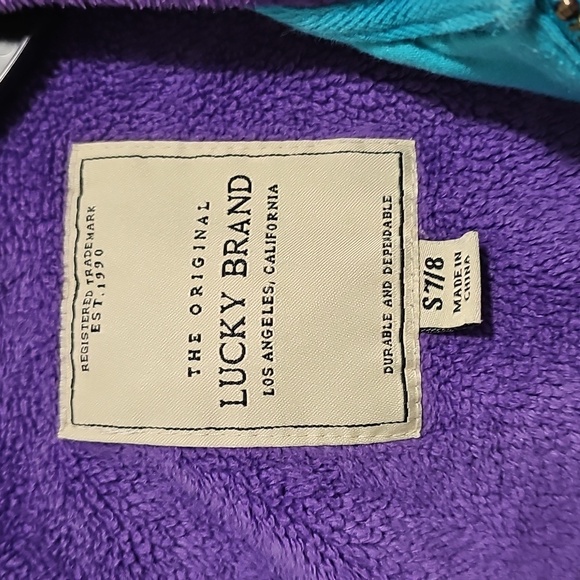 REGISTERED TRADEMARK
EST. 1990
THE ORIGINAL
LUCKY BRAND
LOS ANGELES, CALIFORNIA
DURABLE AND DEPENDABLE
S 7/8
MADE IN
CHINA